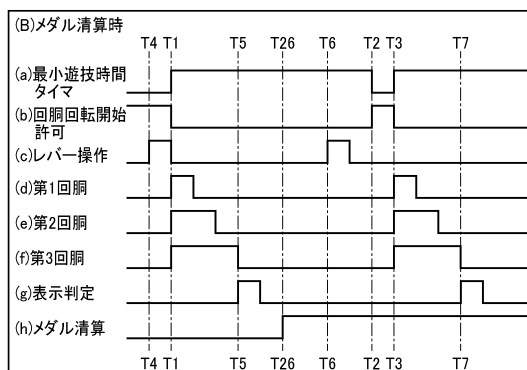 (B)メダル清算時
T4 T1 T5 T26 T6 T2 T3 T7
(a)最小遊技時間
タイマ
(b)回胴回転開始
許可
(c)レバー操作
(d)第1回胴
(e)第2回胴
(f)第3回胴
(g)表示判定
(h)メダル清算
T4 T1 T5 T26 T6 T2 T3 T7